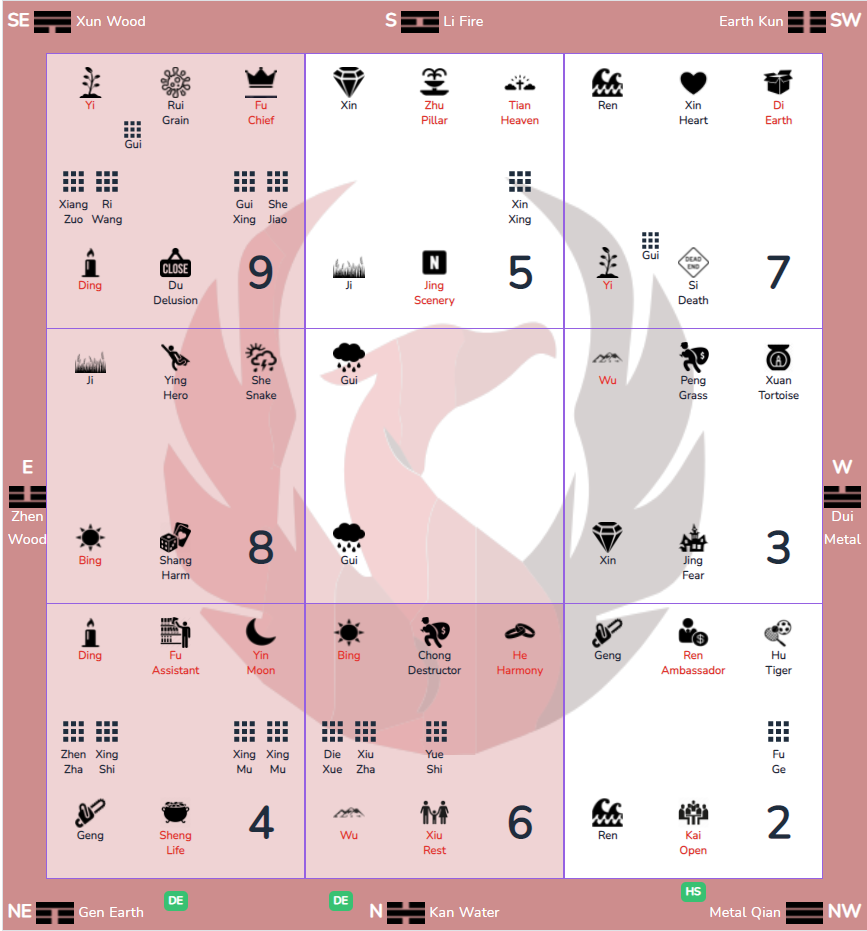 SE Xun Wood
S Li Fire
Earth Kun SW
Yi
Rui
Grain
Fu
Chief
Gui
Xiang
Zuo
Ri
Wang
Gui
Xing
She
Jiao
Ding
CLOSE
Du
Delusion
9
Xin
Zhu
Pillar
Tian
Heaven
Xin
Xing
Ji
N
Jing
Scenery
5
Ren
Xin
Heart
Di
Earth
Gui
Yi
DEAD
END
Si
Death
7
E
Zhen
Wood
Ji
Ying
Hero
She
Snake
Bing
Shang
Harm
8
Gui
Gui
Wu
Peng
Grass
A
Xuan
Tortoise
Xin
Jing
Fear
3
W
Dui
Metal
Ding
Fu
Assistant
Yin
Moon
Zhen
Zha
Xing
Shi
Xing
Mu
Xing
Mu
Geng
Sheng
Life
4
Bing
Chong
Destructor
He
Harmony
Die
Xue
Xiu
Zha
Yue
Shi
Wu
Xiu
Rest
6
Geng
$
Ren
Ambassador
Hu
Tiger
Fu
Ge
Ren
Kai
Open
2
NE Gen Earth
DE
DE
N Kan Water
HS
Metal Qian NW